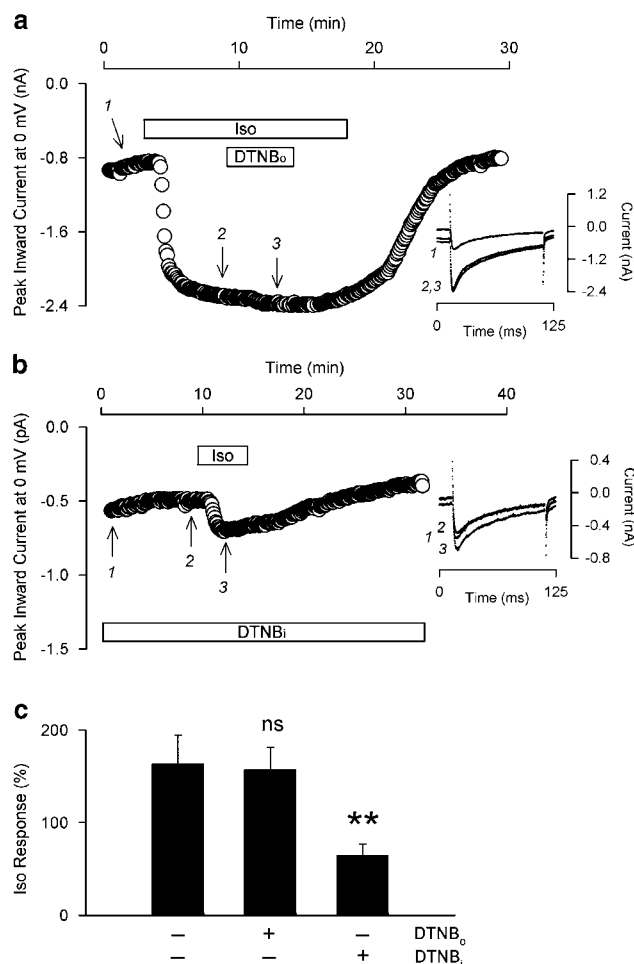 a
Time (min)
0 10 20 30
Peak Inward Current at 0 mV (nA)
0.0
-0.8
-1.6
-2.4
1
Iso
DTNBo
2
3
1
2,3
1.2
0.0
-1.2
-2.4
Current (nA)
0 125
Time (ms)
b
Time (min)
0 10 20 30 40
Peak Inward Current at 0 mV (pA)
0.0
-0.5
-1.0
-1.5
Iso
1
2
3
DTNBi
1 2
3
0.4
0.0
-0.4
-0.8
Current (nA)
0 125
Time (ms)
c
Iso Response (%)
200
100
0
ns
**
– + – DTNBo
– – + DTNBi